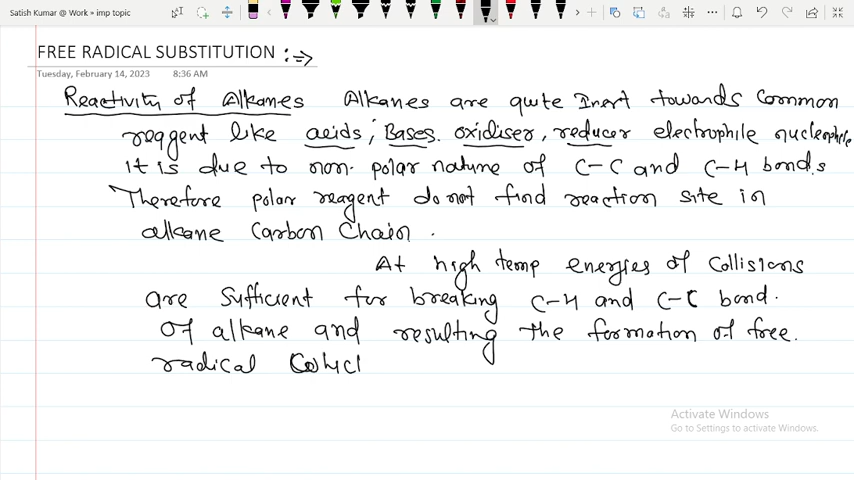 Satish Kumar @ Work » imp topic
FREE RADICAL SUBSTITUTION :⇒
Tuesday, February 14, 2023 8:36 AM
Reactivity of Alkanes Alkanes are quite Inert towards Common
reagent like acids, Bases. oxidiser, reducer electrophile nucleophile
it is due to non. polar nature of C-C and C-H bonds
Therefore polar reagent do not find reaction site in
alkane Carbon Chain.
At high temp energies of Collisions
are Sufficient for breaking C-H and C-C bond.
Of alkane and resulting the formation of free.
radical
Activate Windows
Go to Settings to activate Windows.